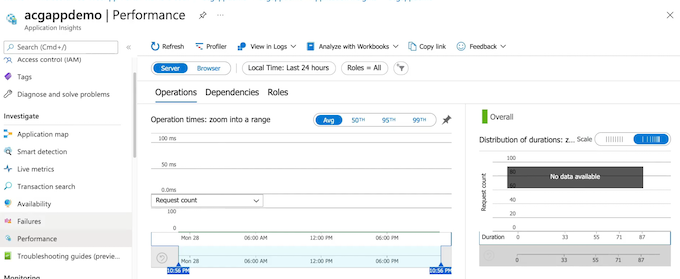 acgappdemo | Performance
Application Insights
Search (Cmd+/)
Access control (IAM)
Tags
Diagnose and solve problems
Investigate
Application map
Smart detection
Live metrics
Transaction search
Availability
Failures
Performance
Troubleshooting guides (previe...
Monitoring
Refresh
Profiler
View in Logs
Analyze with Workbooks
Copy link
Feedback
Server
Browser
Local Time: Last 24 hours
Roles = All
Operations
Dependencies
Roles
Operation times: zoom into a range
Avg
50TH
95TH
99TH
100 ms
50 ms
0.0ms
Request count
100
0
Mon 28
06:00 AM
12:00 PM
06:00 PM
Mon 28
06:00 AM
12:00 PM
06:00 PM
10:56 PM
10:56 PM
Overall
Distribution of durations: z...
Scale
Request count
100
80
No data available
60
40
20
0
Duration
0
33
55
71
87
0
33
55
71
87